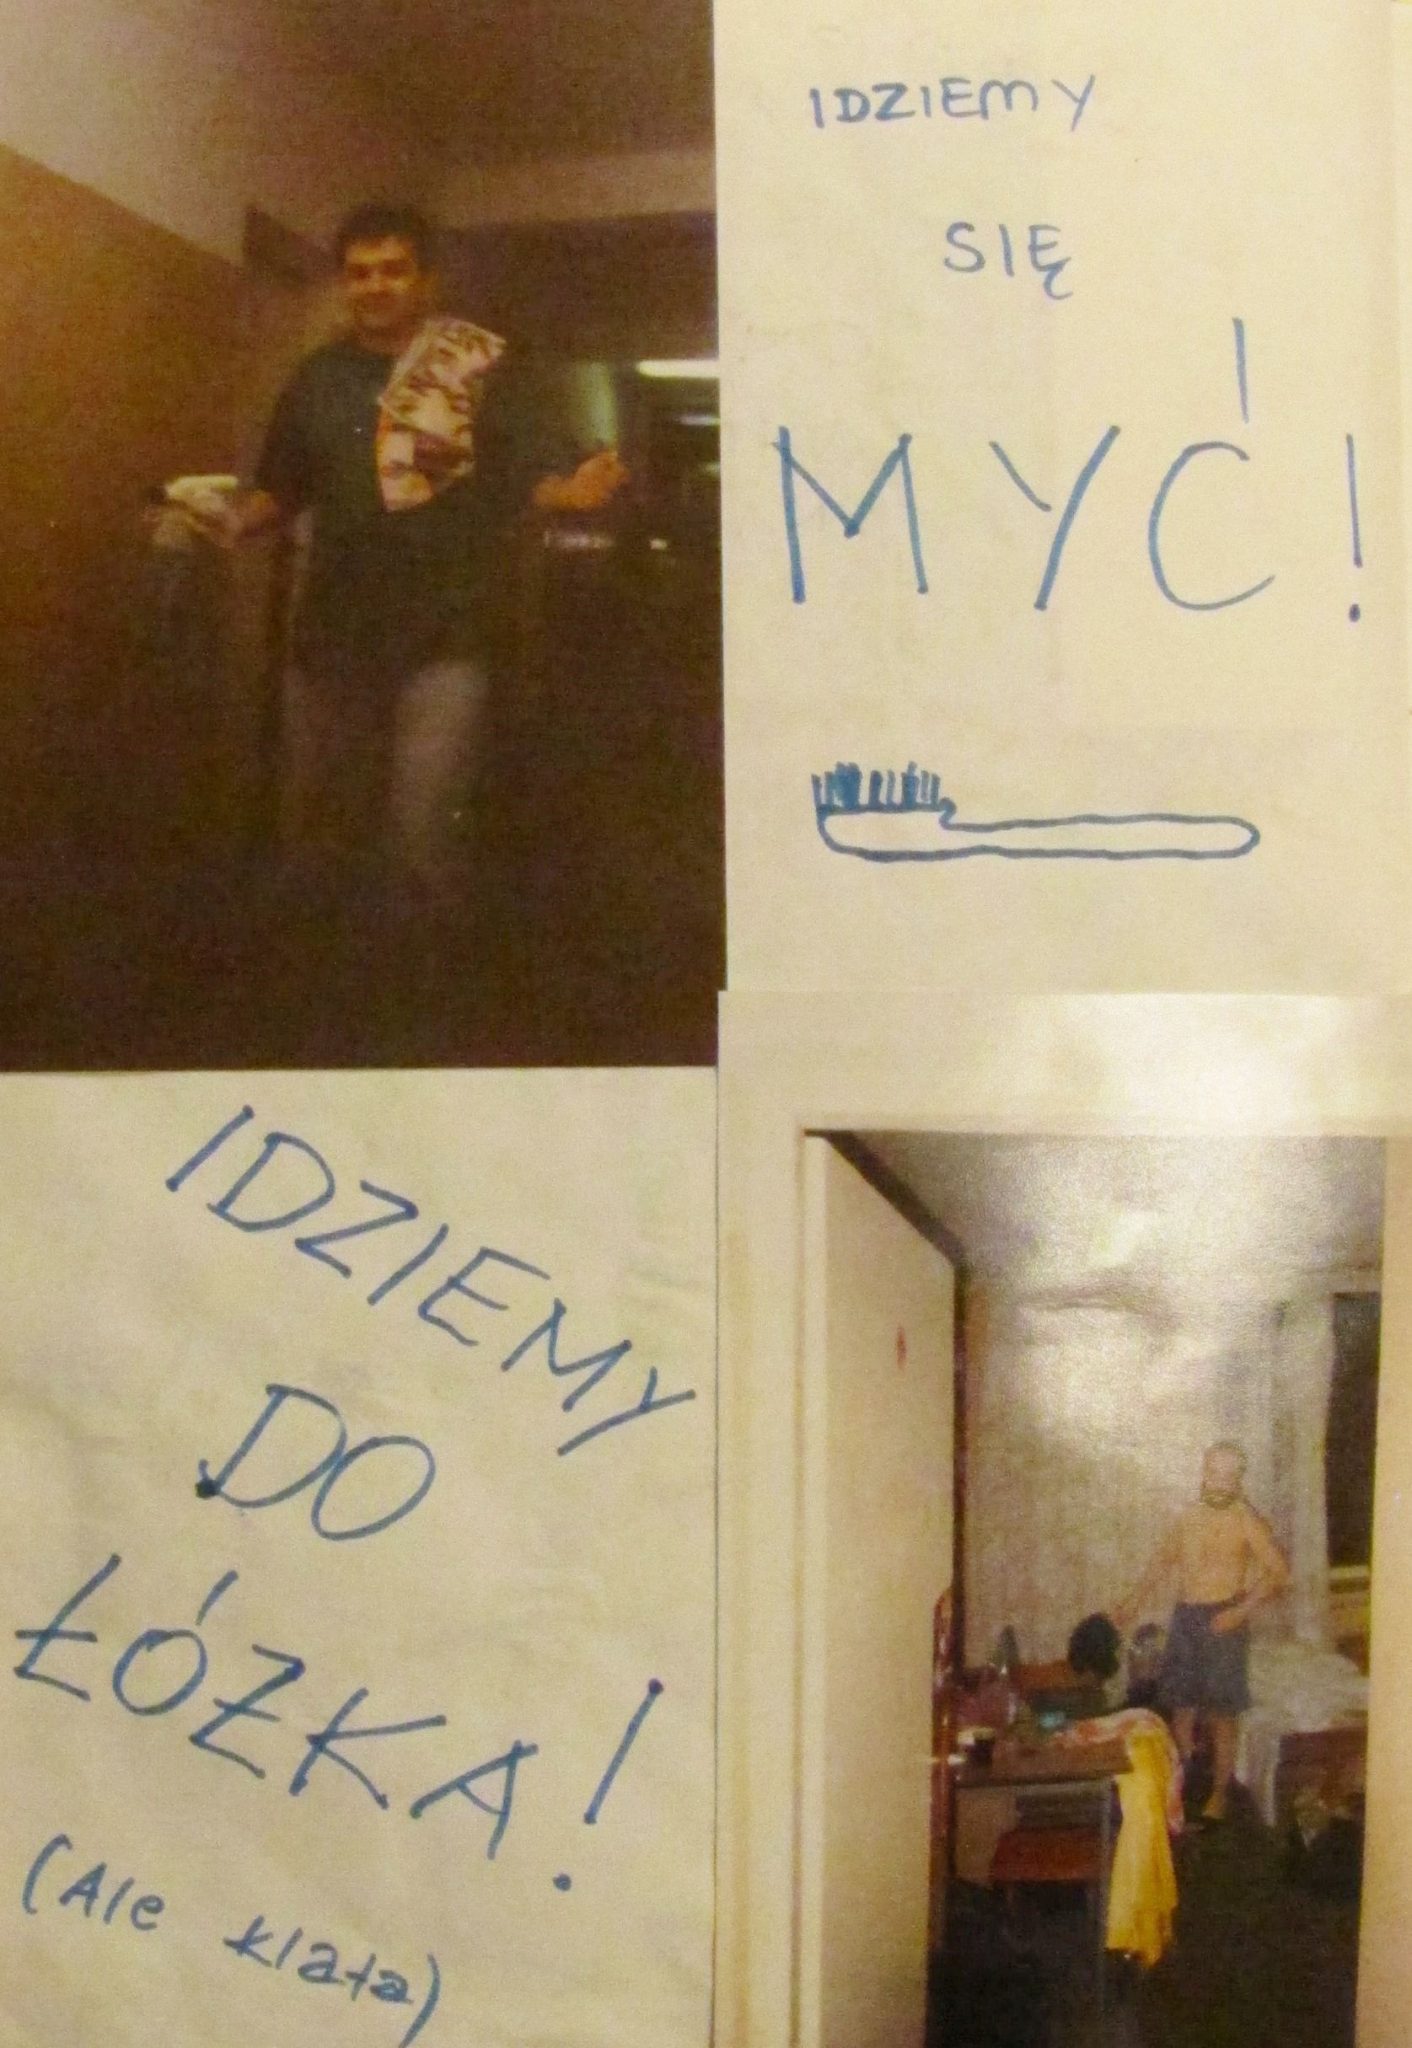 IDZIEMY
SIĘ
MYĆ!
IDZIEMY
DO
ŁÓŻKA!
(Ale klata)